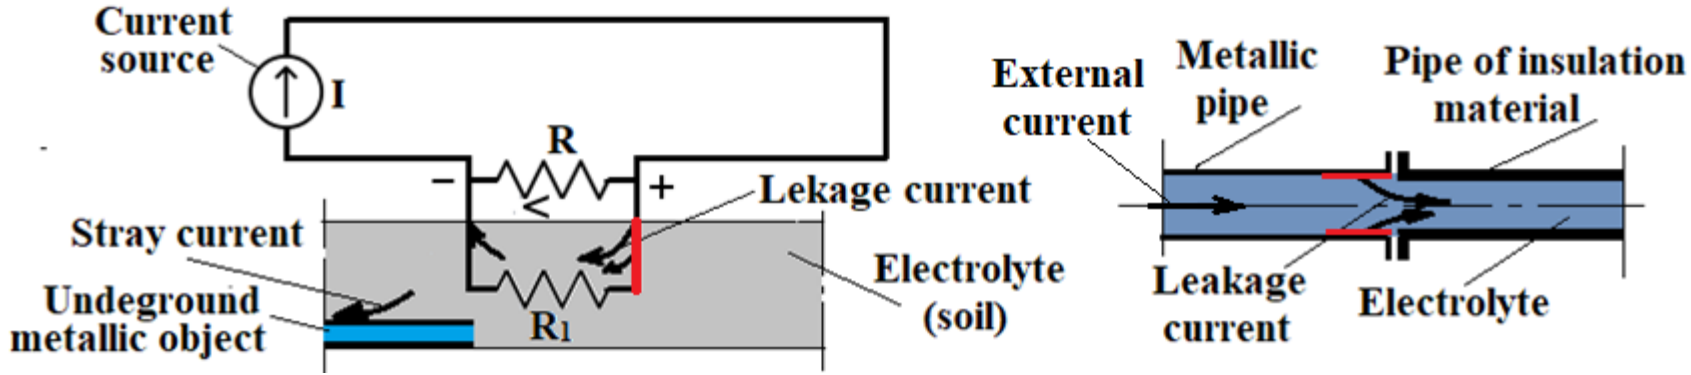 Current
source
I
R
−
+
<
Lekage current
Stray current
Undeground
metallic object
R1
Electrolyte
(soil)
External
current
Metallic
pipe
Pipe of insulation
material
Leakage
current
Electrolyte